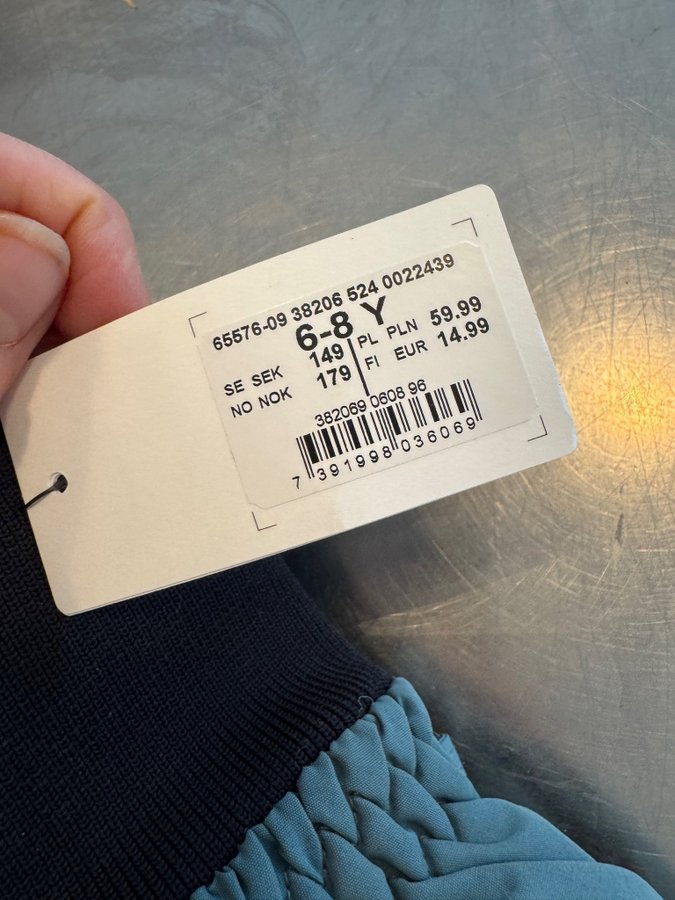 65576-09 38206 524 0022439
6-8 Y
SE SEK 149 PL PLN 59.99
NO NOK 179 FI EUR 14.99
382069 0608 96
7 391998 036069